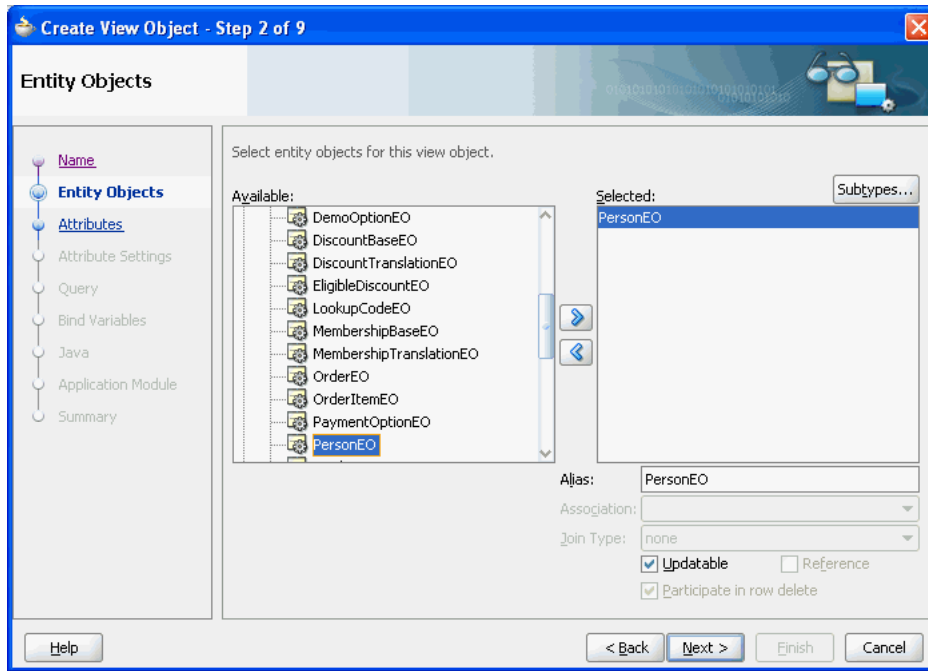 Create View Object - Step 2 of 9
Entity Objects
Name
Entity Objects
Attributes
Attribute Settings
Query
Bind Variables
Java
Application Module
Summary
Select entity objects for this view object.
Available:
DemoOptionEO
DiscountBaseEO
DiscountTranslationEO
EligibleDiscountEO
LookupCodeEO
MembershipBaseEO
MembershipTranslationEO
OrderEO
OrderItemEO
PaymentOptionEO
PersonEO
Selected:
Subtypes...
PersonEO
Alias: PersonEO
Association:
Join Type: none
Updatable Reference
Participate in row delete
Help < Back Next > Finish Cancel